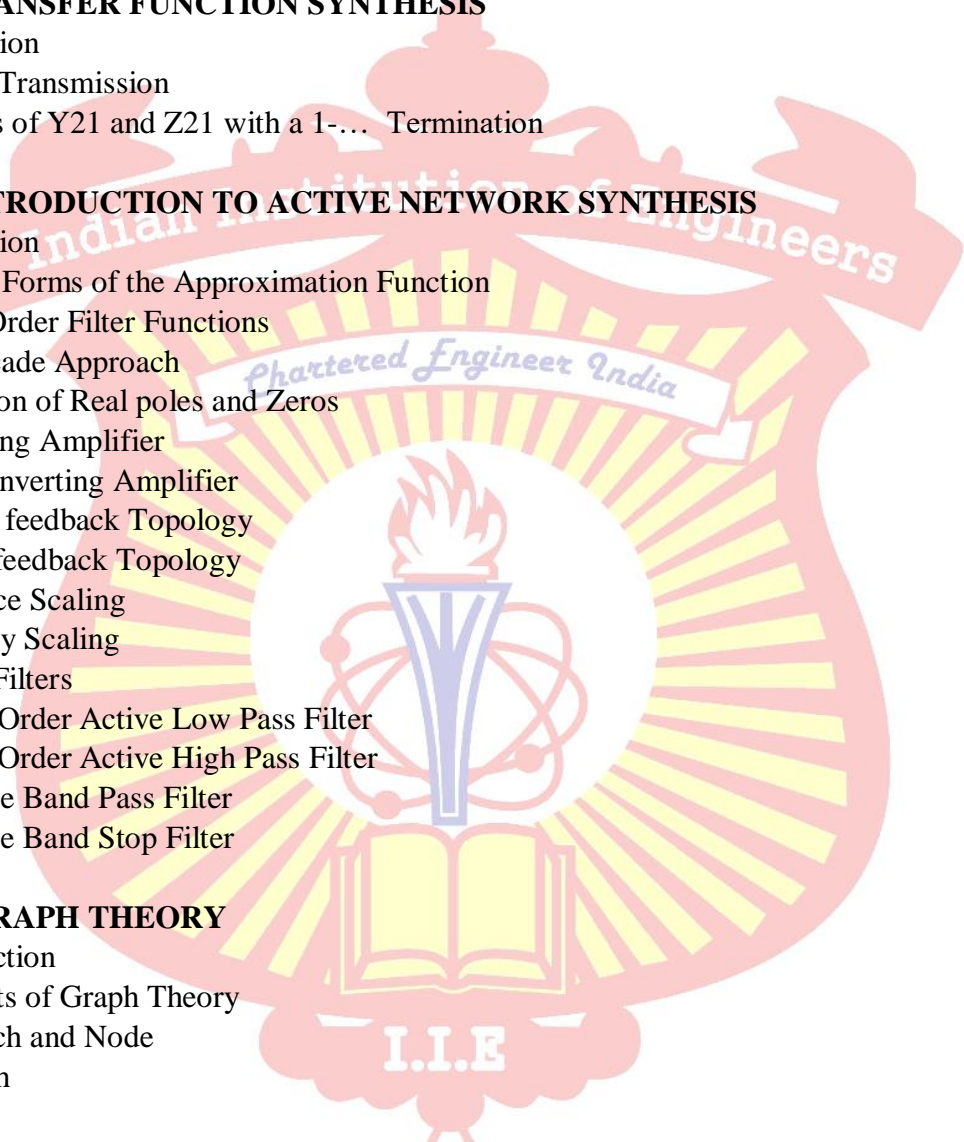 ANSFER FUNCTION SYNTHESIS
ion
Transmission
s of Y21 and Z21 with a 1-… Termination
TRODUCTION TO ACTIVE NETWORK SYNTHESIS
Indian Institution of Engineers
ion
Forms of the Approximation Function
Order Filter Functions
cade Approach
Chartered Engineer India
on of Real poles and Zeros
ng Amplifier
nverting Amplifier
feedback Topology
feedback Topology
ce Scaling
y Scaling
Filters
Order Active Low Pass Filter
Order Active High Pass Filter
e Band Pass Filter
e Band Stop Filter
RAPH THEORY
ction
ts of Graph Theory
ch and Node
I.I.E